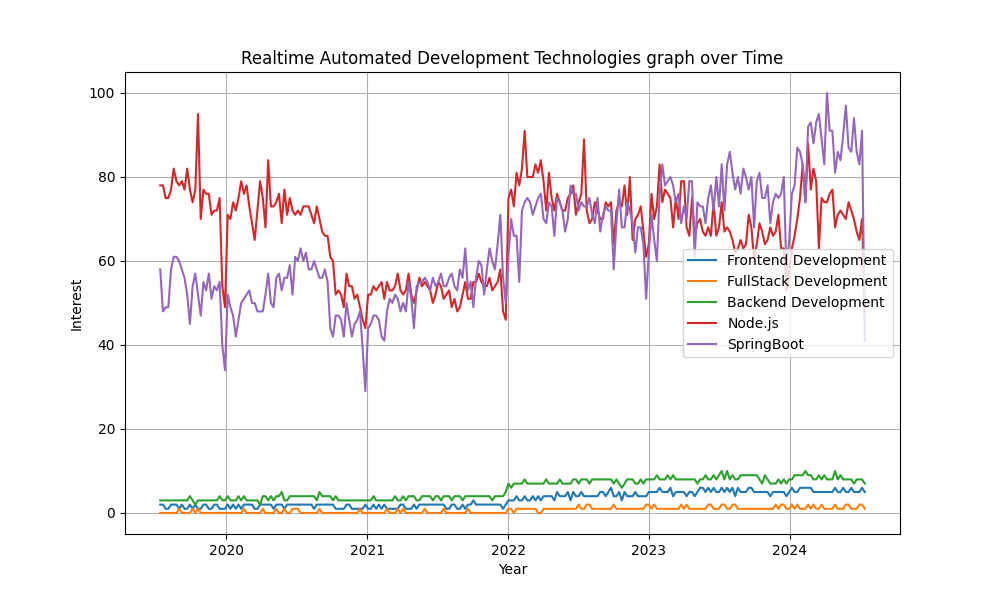 Realtime Automated Development Technologies graph over Time
Interest
100
80
60
40
20
0
Frontend Development
FullStack Development
Backend Development
Node.js
SpringBoot
2020
2021
2022
2023
2024
Year